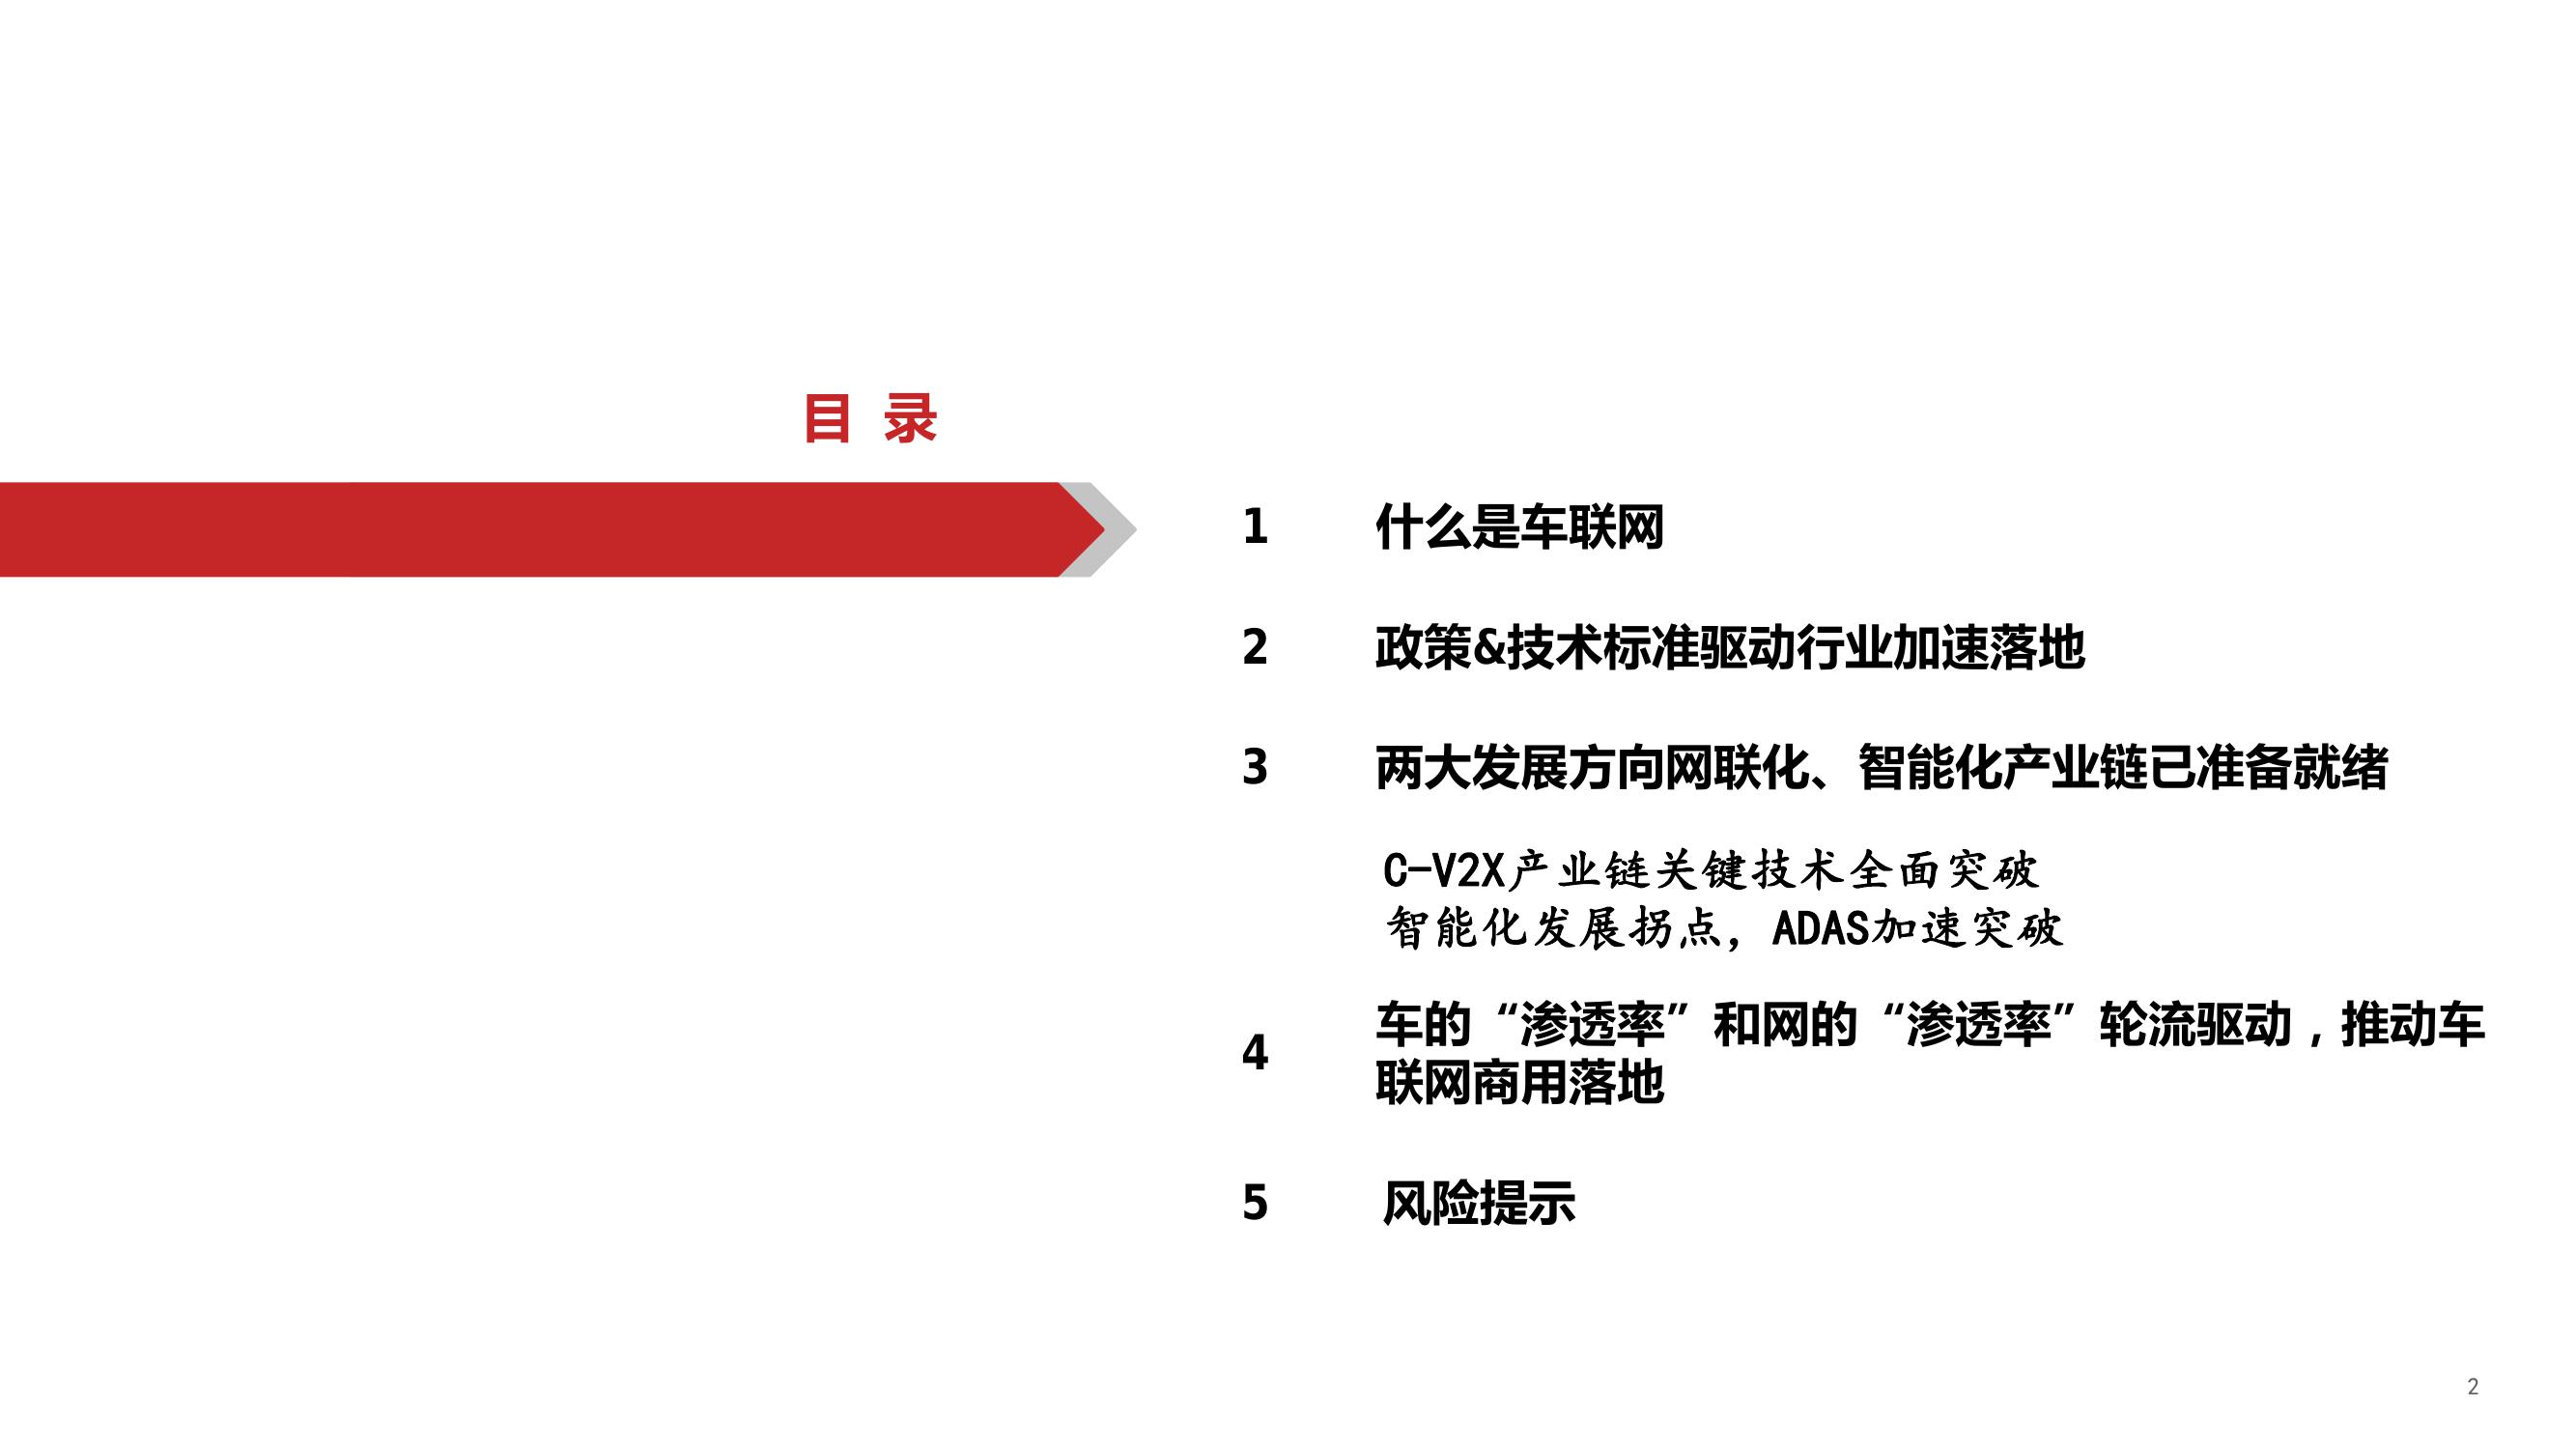 目 录
1 什么是车联网
2 政策&技术标准驱动行业加速落地
3 两大发展方向网联化、智能化产业链已准备就绪
C-V2X产业链关键技术全面突破
智能化发展拐点，ADAS加速突破
4 车的“渗透率”和网的“渗透率”轮流驱动，推动车
联网商用落地
5 风险提示
2